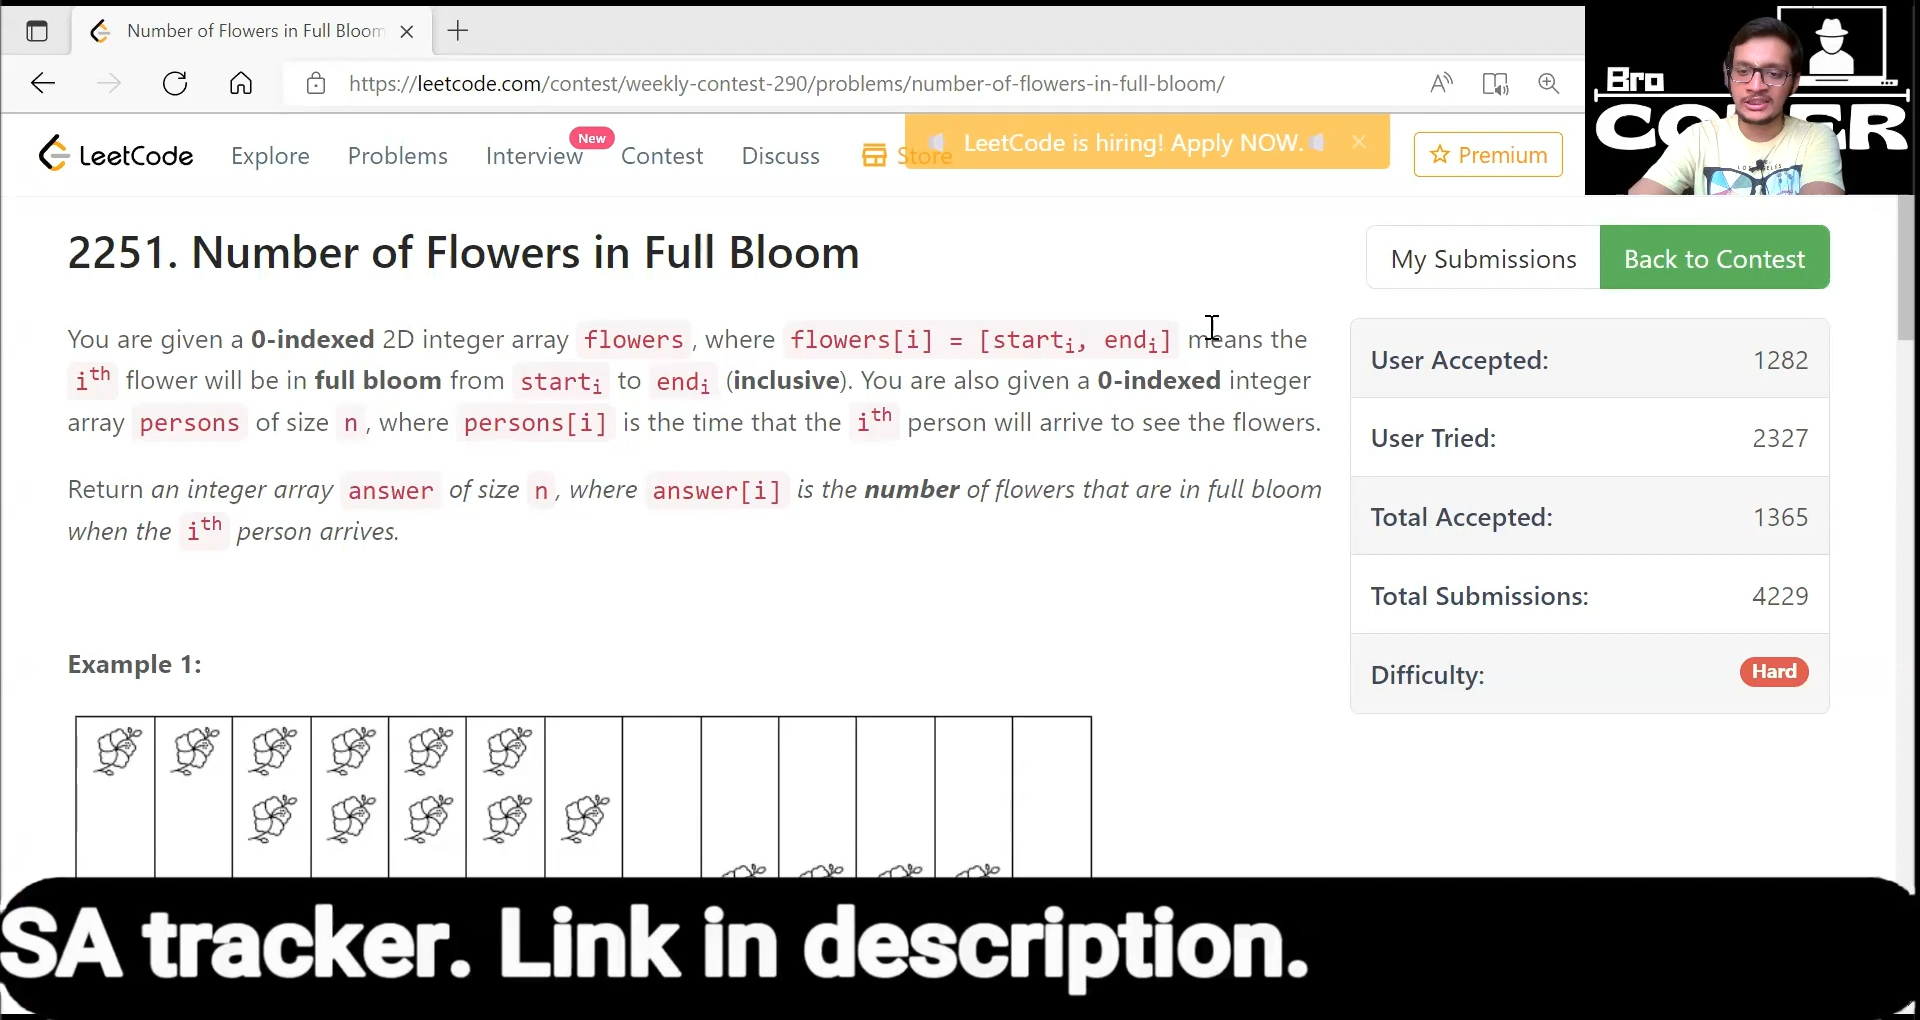 Number of Flowers in Full Bloom
https://leetcode.com/contest/weekly-contest-290/problems/number-of-flowers-in-full-bloom/
Bro
CODER
LeetCode
Explore
Problems
Interview
New
Contest
Discuss
Store
LeetCode is hiring! Apply NOW.
Premium
2251. Number of Flowers in Full Bloom
My Submissions
Back to Contest
You are given a 0-indexed 2D integer array flowers, where flowers[i] = [starti, endi] means the
ith flower will be in full bloom from starti to endi (inclusive). You are also given a 0-indexed integer
array persons of size n, where persons[i] is the time that the ith person will arrive to see the flowers.
Return an integer array answer of size n, where answer[i] is the number of flowers that are in full bloom
when the ith person arrives.
User Accepted: 1282
User Tried: 2327
Total Accepted: 1365
Total Submissions: 4229
Difficulty: Hard
Example 1:
SA tracker. Link in description.